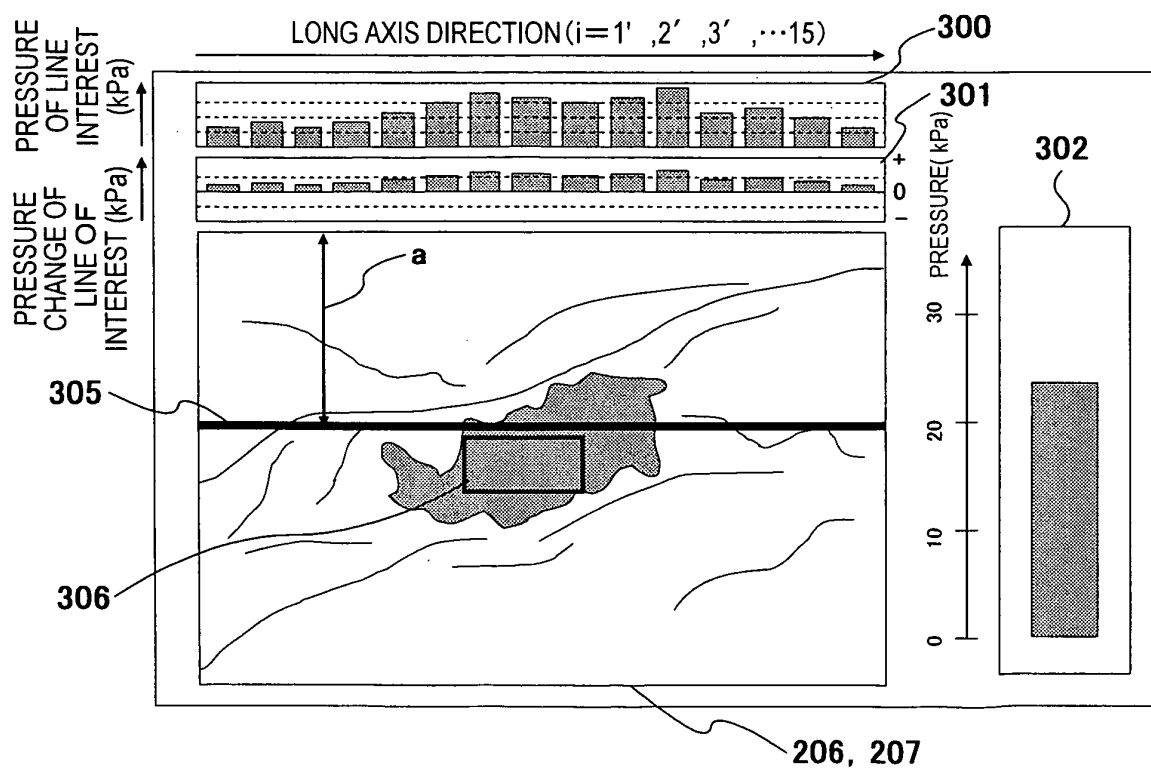 LONG AXIS DIRECTION (i=1' ,2′ ,3′ ,⋯15)
300
PRESSURE
OF LINE
INTEREST
(kPa)
301
+
0
−
PRESSURE
CHANGE OF
LINE OF
INTEREST (kPa)
PRESSURE( kPa)
302
a
30
20
10
0
305
306
206, 207